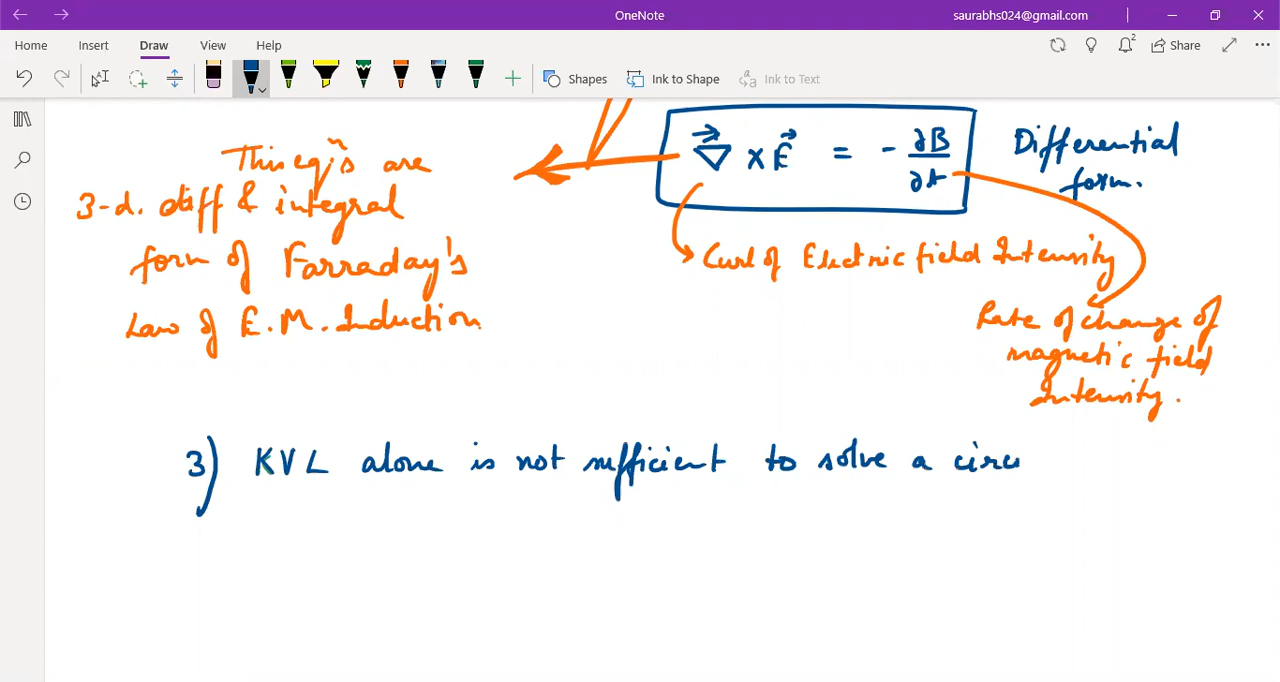 OneNote
saurabhs024@gmail.com
Home Insert Draw View Help
Share
Shapes Ink to Shape Ink to Text
∇⃗ × E⃗ = - ∂B/∂t
Differential
form.
This eqⁿ's are
3-d. diff & integral
form of Farraday's
Law of E.M. Induction
Curl of Electric field Intensity
Rate of change of
magnetic field
Intensity.
3) KVL alone is not sufficient to solve a circu